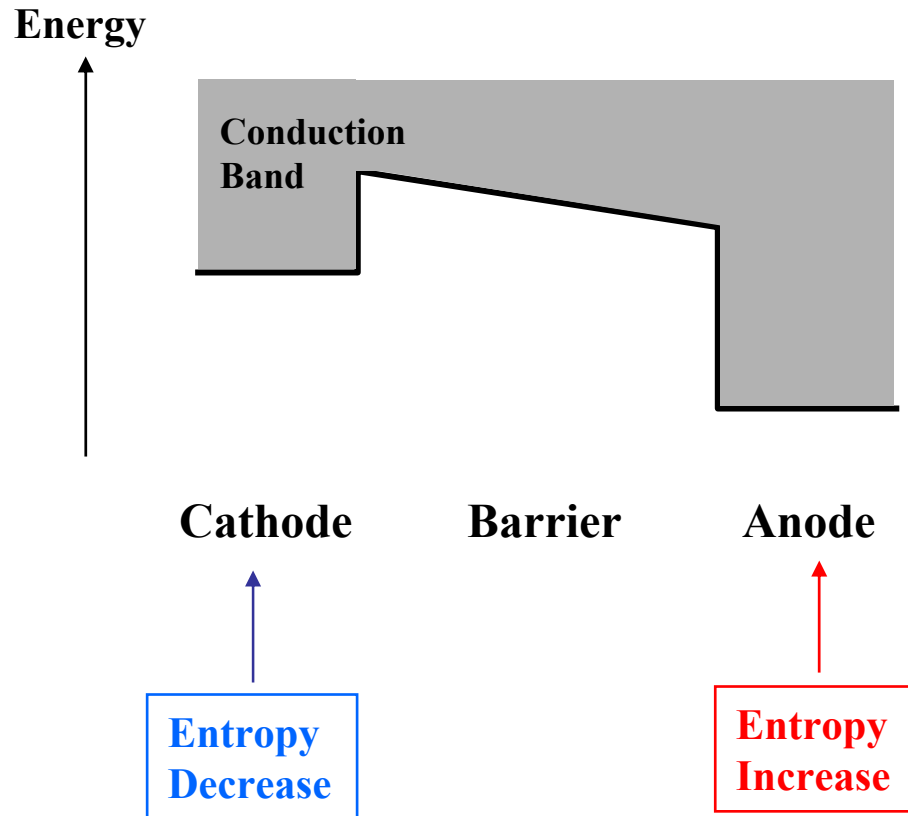 Energy
Conduction
Band
Cathode Barrier Anode
Entropy
Decrease
Entropy
Increase